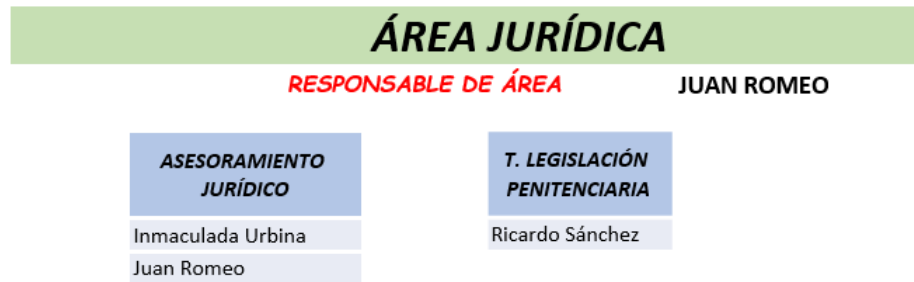 ÁREA JURÍDICA
RESPONSABLE DE ÁREA JUAN ROMEO
ASESORAMIENTO
JURÍDICO
Inmaculada Urbina
Juan Romeo
T. LEGISLACIÓN
PENITENCIARIA
Ricardo Sánchez